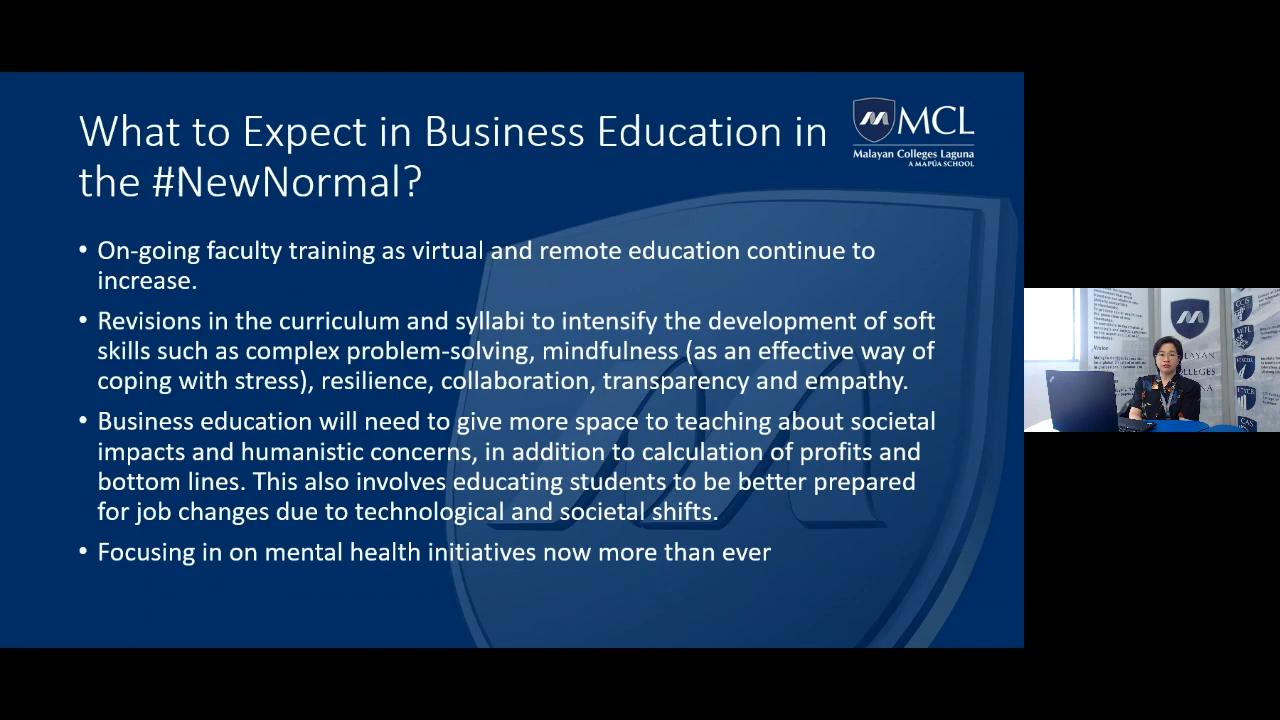 What to Expect in Business Education in
the #NewNormal?
MCL
Malayan Colleges Laguna
A MAPÚA SCHOOL
• On-going faculty training as virtual and remote education continue to
increase.
• Revisions in the curriculum and syllabi to intensify the development of soft
skills such as complex problem-solving, mindfulness (as an effective way of
coping with stress), resilience, collaboration, transparency and empathy.
• Business education will need to give more space to teaching about societal
impacts and humanistic concerns, in addition to calculation of profits and
bottom lines. This also involves educating students to be better prepared
for job changes due to technological and societal shifts.
• Focusing in on mental health initiatives now more than ever
Vision
CCIS
CAS